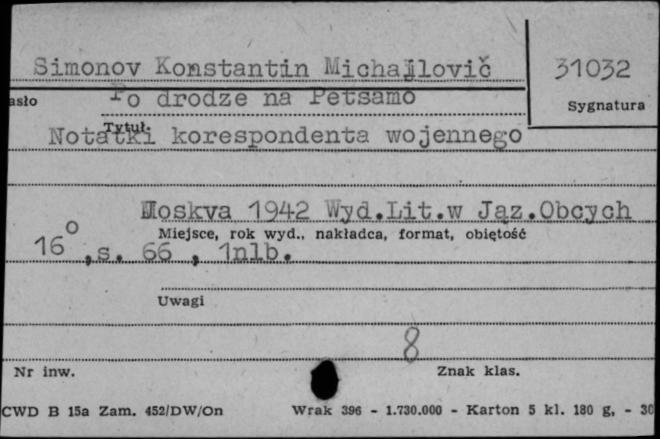 Simonov Konstantin Michajlovič
31032
asło
Po drodze na Petsamo
Sygnatura
Tytuł
Notatki korespondenta wojennego
Moskva 1942 Wyd.Lit.w Jąz.Obcych
Miejsce, rok wyd., nakładca, format, obiętość
16° ,s. 66 , 1nlb.
Uwagi
8
Nr inw.
Znak klas.
CWD B 15a Zam. 452/DW/On
Wrak 396 - 1.730.000 - Karton 5 kl. 180 g, - 30